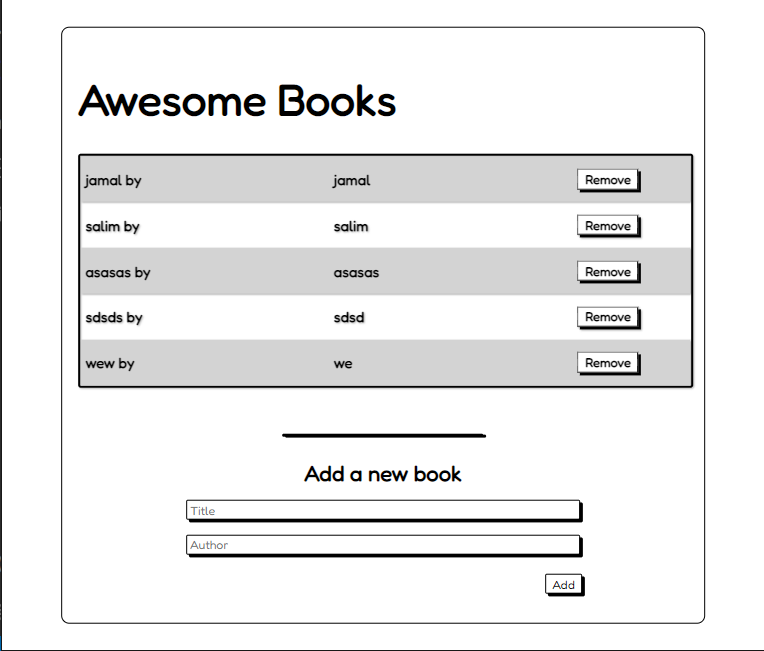 Awesome Books
jamal by jamal Remove
salim by salim Remove
asasas by asasas Remove
sdsds by sdsd Remove
wew by we Remove
Add a new book
Title
Author
Add